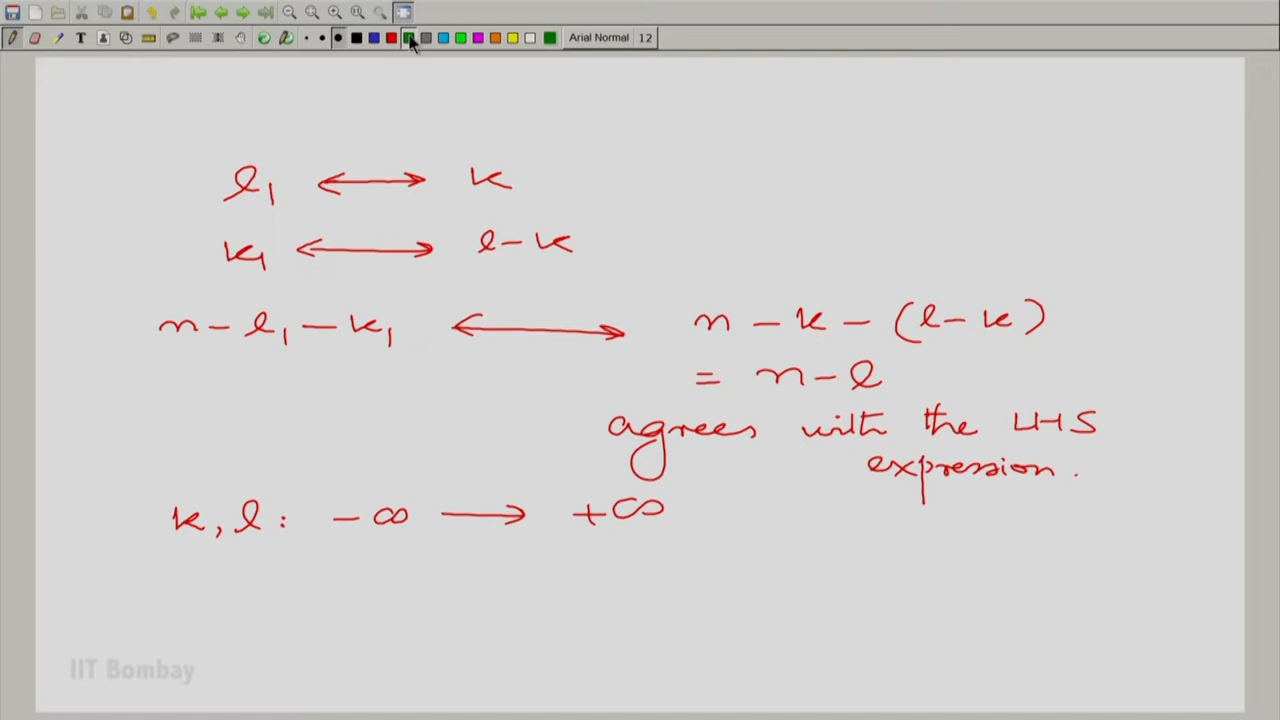 Arial Normal 12
l₁ ⟷ k
k₁ ⟷ l - k
n - l₁ - k₁ ⟷ n - k - (l - k)
= n - l
agrees with the LHS
expression.
k, l : - ∞ ⟶ + ∞
IIT Bombay